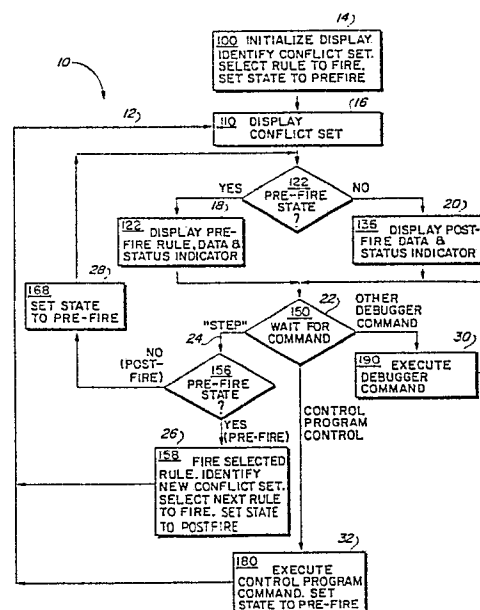 14
100 INITIALIZE DISPLAY.
IDENTIFY CONFLICT SET.
SELECT RULE TO FIRE,
SET STATE TO PREFIRE
10
12
16
110 DISPLAY
CONFLICT SET
YES
122
PRE-FIRE
STATE
?
NO
18
122 DISPLAY PRE-
FIRE RULE, DATA &
STATUS INDICATOR
20
136 DISPLAY POST-
FIRE DATA &
STATUS INDICATOR
28
168
SET STATE
TO PRE-FIRE
22
150
WAIT FOR
COMMAND
24
"STEP"
OTHER
DEBUGGER
COMMAND
30
190 EXECUTE
DEBUGGER
COMMAND
NO
(POST-
FIRE)
156
PRE-FIRE
STATE
?
YES
(PRE-FIRE)
CONTROL
PROGRAM
CONTROL
26
158 FIRE SELECTED
RULE. IDENTIFY
NEW CONFLICT SET.
SELECT NEXT RULE
TO FIRE, SET STATE
TO POSTFIRE
32
180 EXECUTE
CONTROL PROGRAM
COMMAND. SET
STATE TO PRE-FIRE